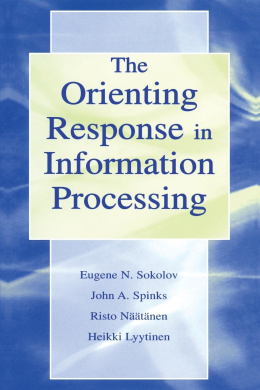 The
Orienting
Response in
Information
Processing
Eugene N. Sokolov
John A. Spinks
Risto Näätänen
Heikki Lyytinen